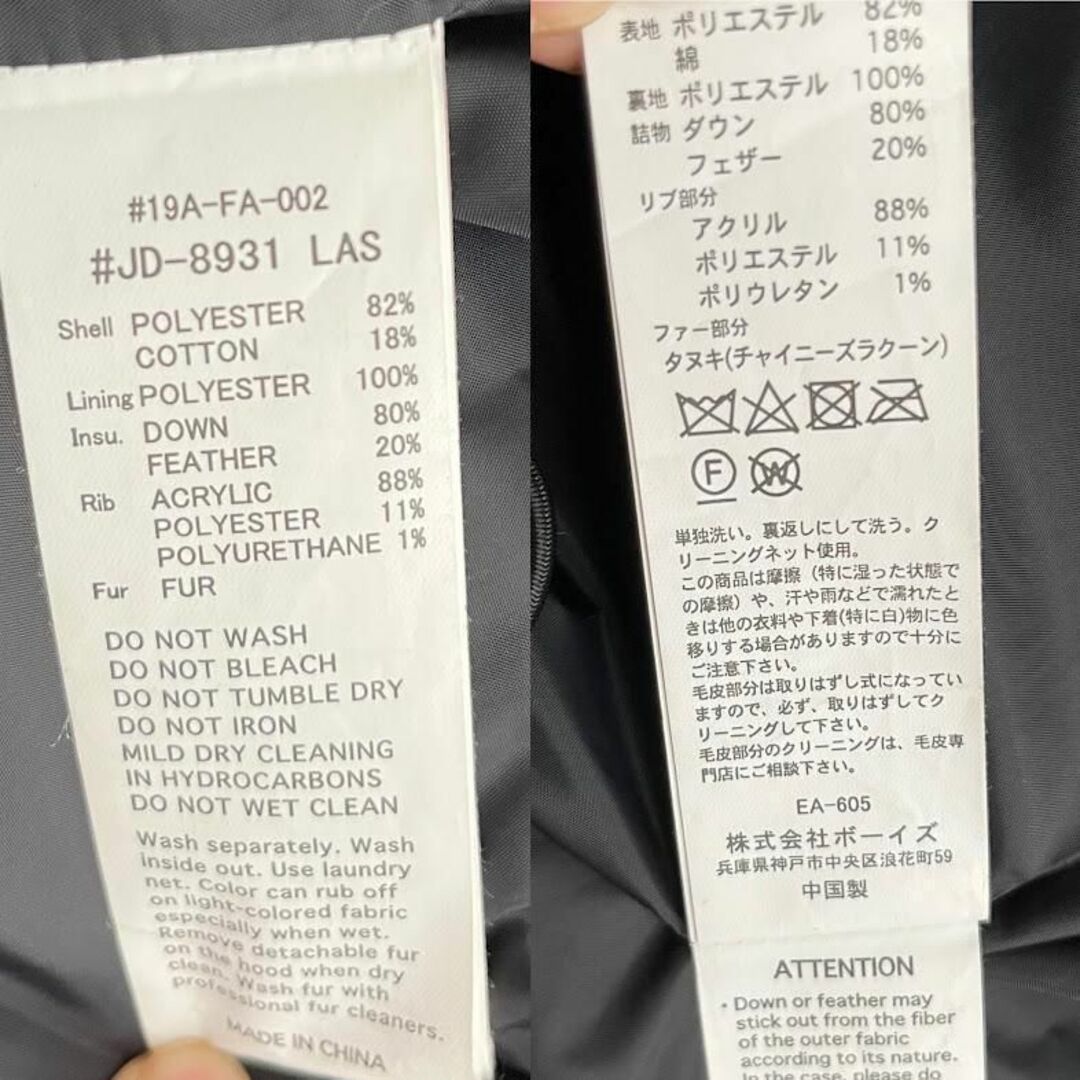 #19A-FA-002
#JD-8931 LAS
Shell POLYESTER 82%
COTTON 18%
Lining POLYESTER 100%
Insu. DOWN 80%
FEATHER 20%
Rib ACRYLIC 88%
POLYESTER 11%
POLYURETHANE 1%
Fur FUR
DO NOT WASH
DO NOT BLEACH
DO NOT TUMBLE DRY
DO NOT IRON
MILD DRY CLEANING
IN HYDROCARBONS
DO NOT WET CLEAN
Wash separately. Wash
inside out. Use laundry
net. Color can rub off
on light-colored fabric
especially when wet.
Remove detachable fur
on the hood when dry
clean. Wash fur with
professional fur cleaners.
MADE IN CHINA
表地 ポリエステル 82%
綿 18%
裏地 ポリエステル 100%
詰物 ダウン 80%
フェザー 20%
リブ部分
アクリル 88%
ポリエステル 11%
ポリウレタン 1%
ファー部分
タヌキ(チャイニーズラクーン)
F W
単独洗い。裏返しにして洗う。ク
リーニングネット使用。
この商品は摩擦（特に湿った状態で
の摩擦）や、汗や雨などで濡れたと
きは他の衣料や下着(特に白)物に色
移りする場合がありますので十分に
ご注意下さい。
毛皮部分は取りはずし式になってい
ますので、必ず、取りはずしてク
リーニングして下さい。
毛皮部分のクリーニングは、毛皮専
門店にご相談下さい。
EA-605
株式会社ボーイズ
兵庫県神戸市中央区浪花町59
中国製
ATTENTION
・Down or feather may
stick out from the fiber
of the outer fabric
according to its nature.
In the case, please do